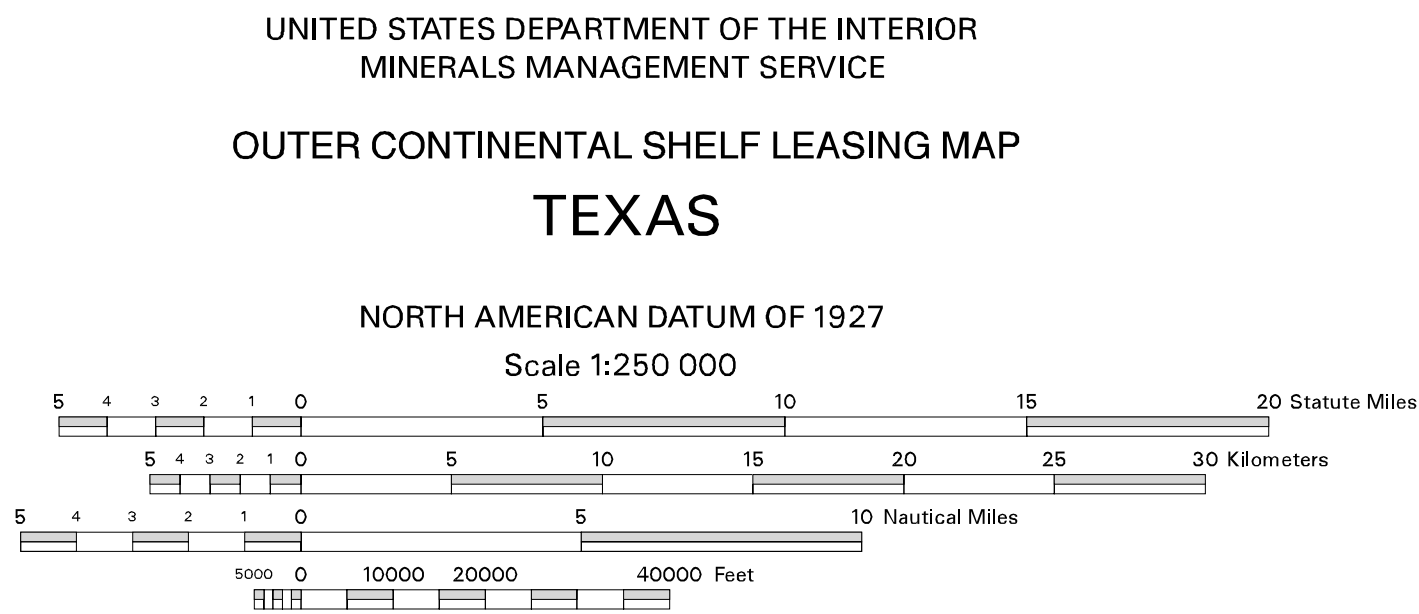 UNITED STATES DEPARTMENT OF THE INTERIOR
MINERALS MANAGEMENT SERVICE
OUTER CONTINENTAL SHELF LEASING MAP
TEXAS
NORTH AMERICAN DATUM OF 1927
Scale 1:250 000
5 4 3 2 1 0 5 10 15 20 Statute Miles
5 4 3 2 1 0 5 10 15 20 25 30 Kilometers
5 4 3 2 1 0 5 10 Nautical Miles
5000 0 10000 20000 40000 Feet